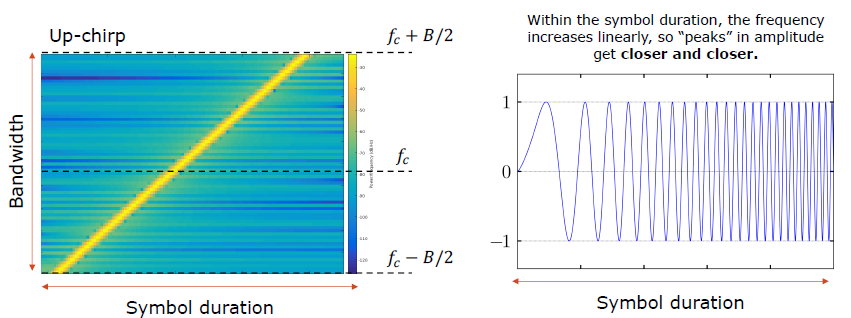 Up-chirp
f_c + B/2
f_c
f_c − B/2
Bandwidth
Symbol duration
Within the symbol duration, the frequency
increases linearly, so “peaks” in amplitude
get closer and closer.
1
0
−1
Symbol duration